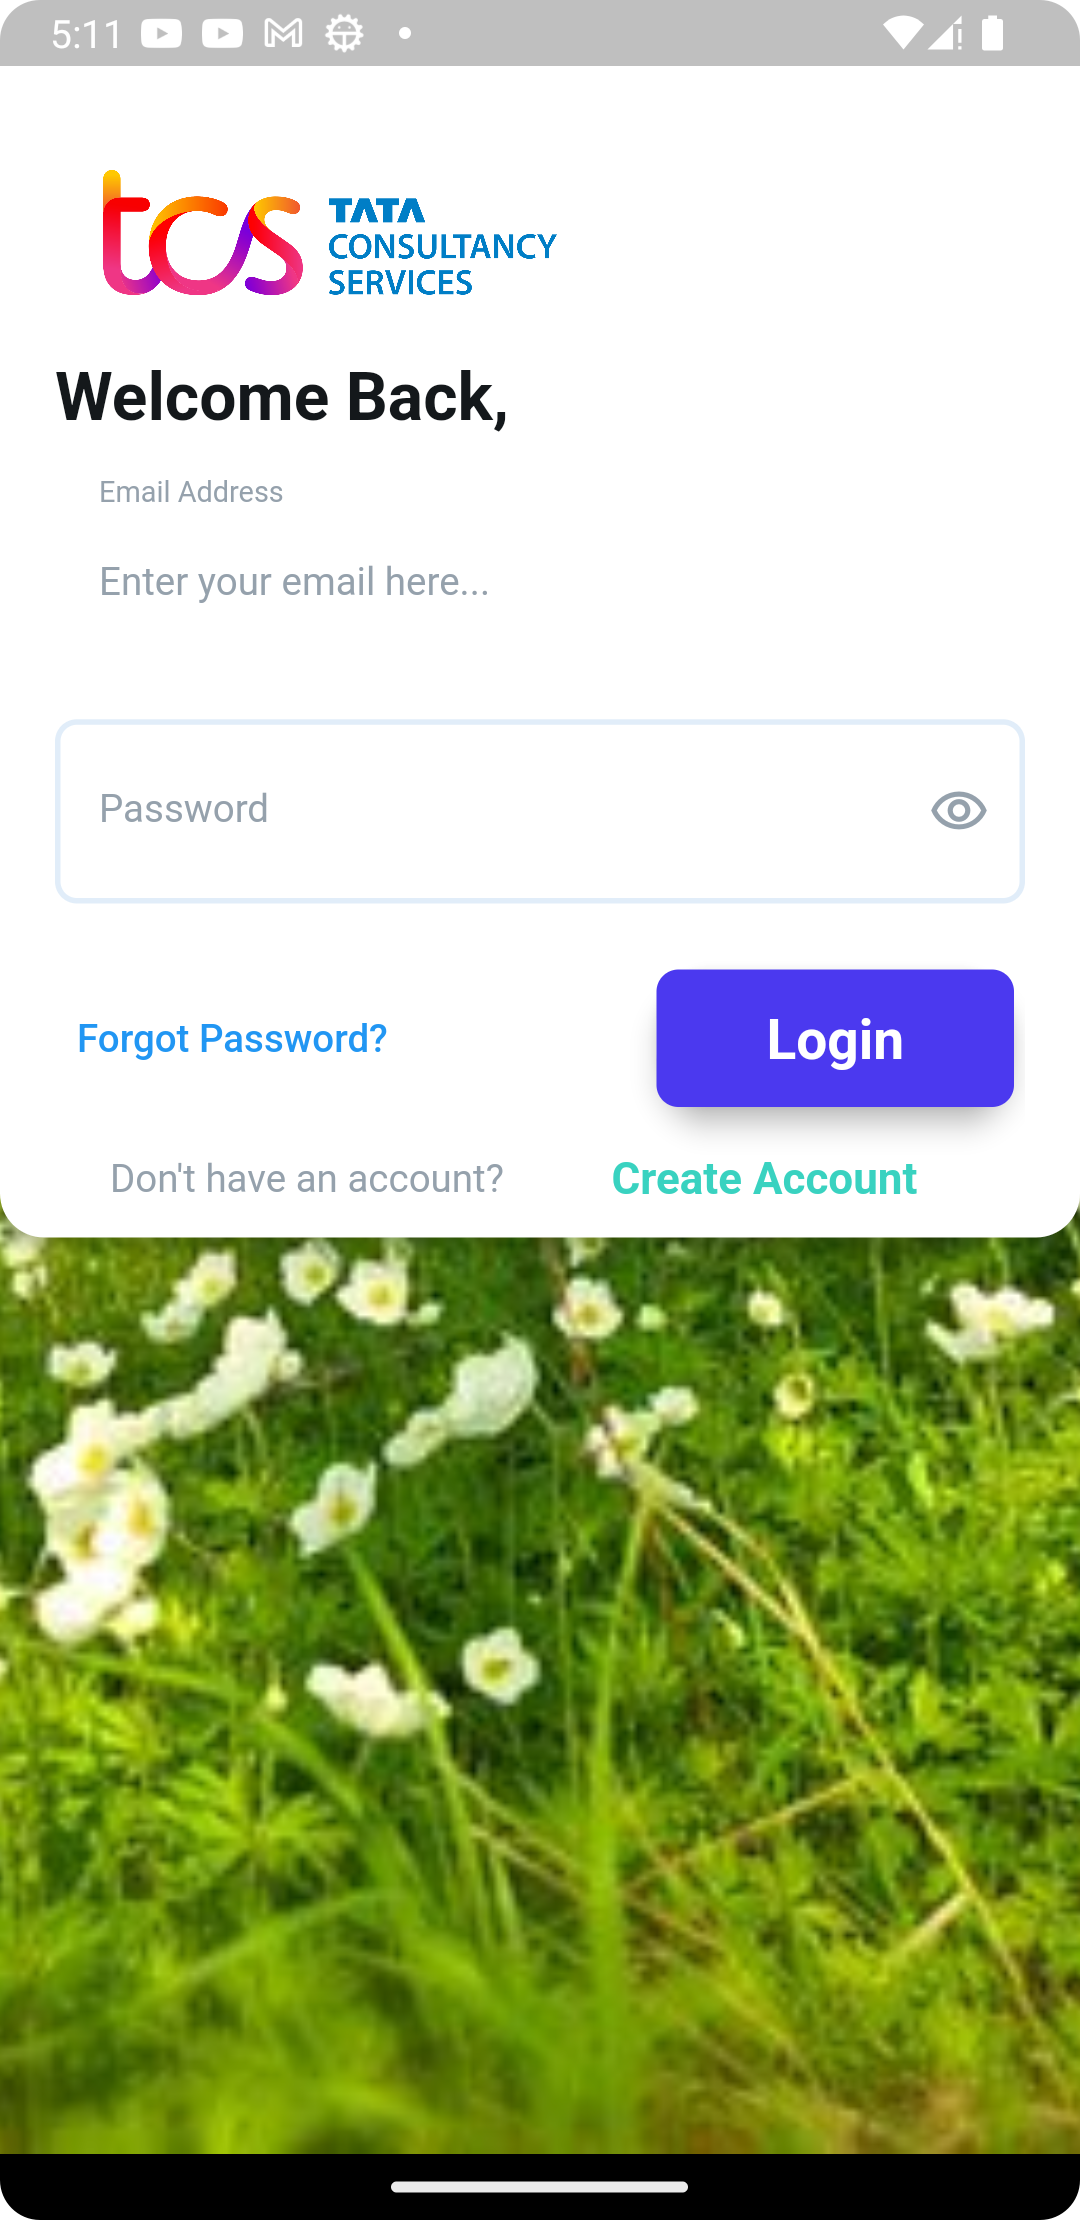 5:11
tcs
TATA
CONSULTANCY
SERVICES
Welcome Back,
Email Address
Enter your email here...
Password
Forgot Password?
Login
Don't have an account?
Create Account